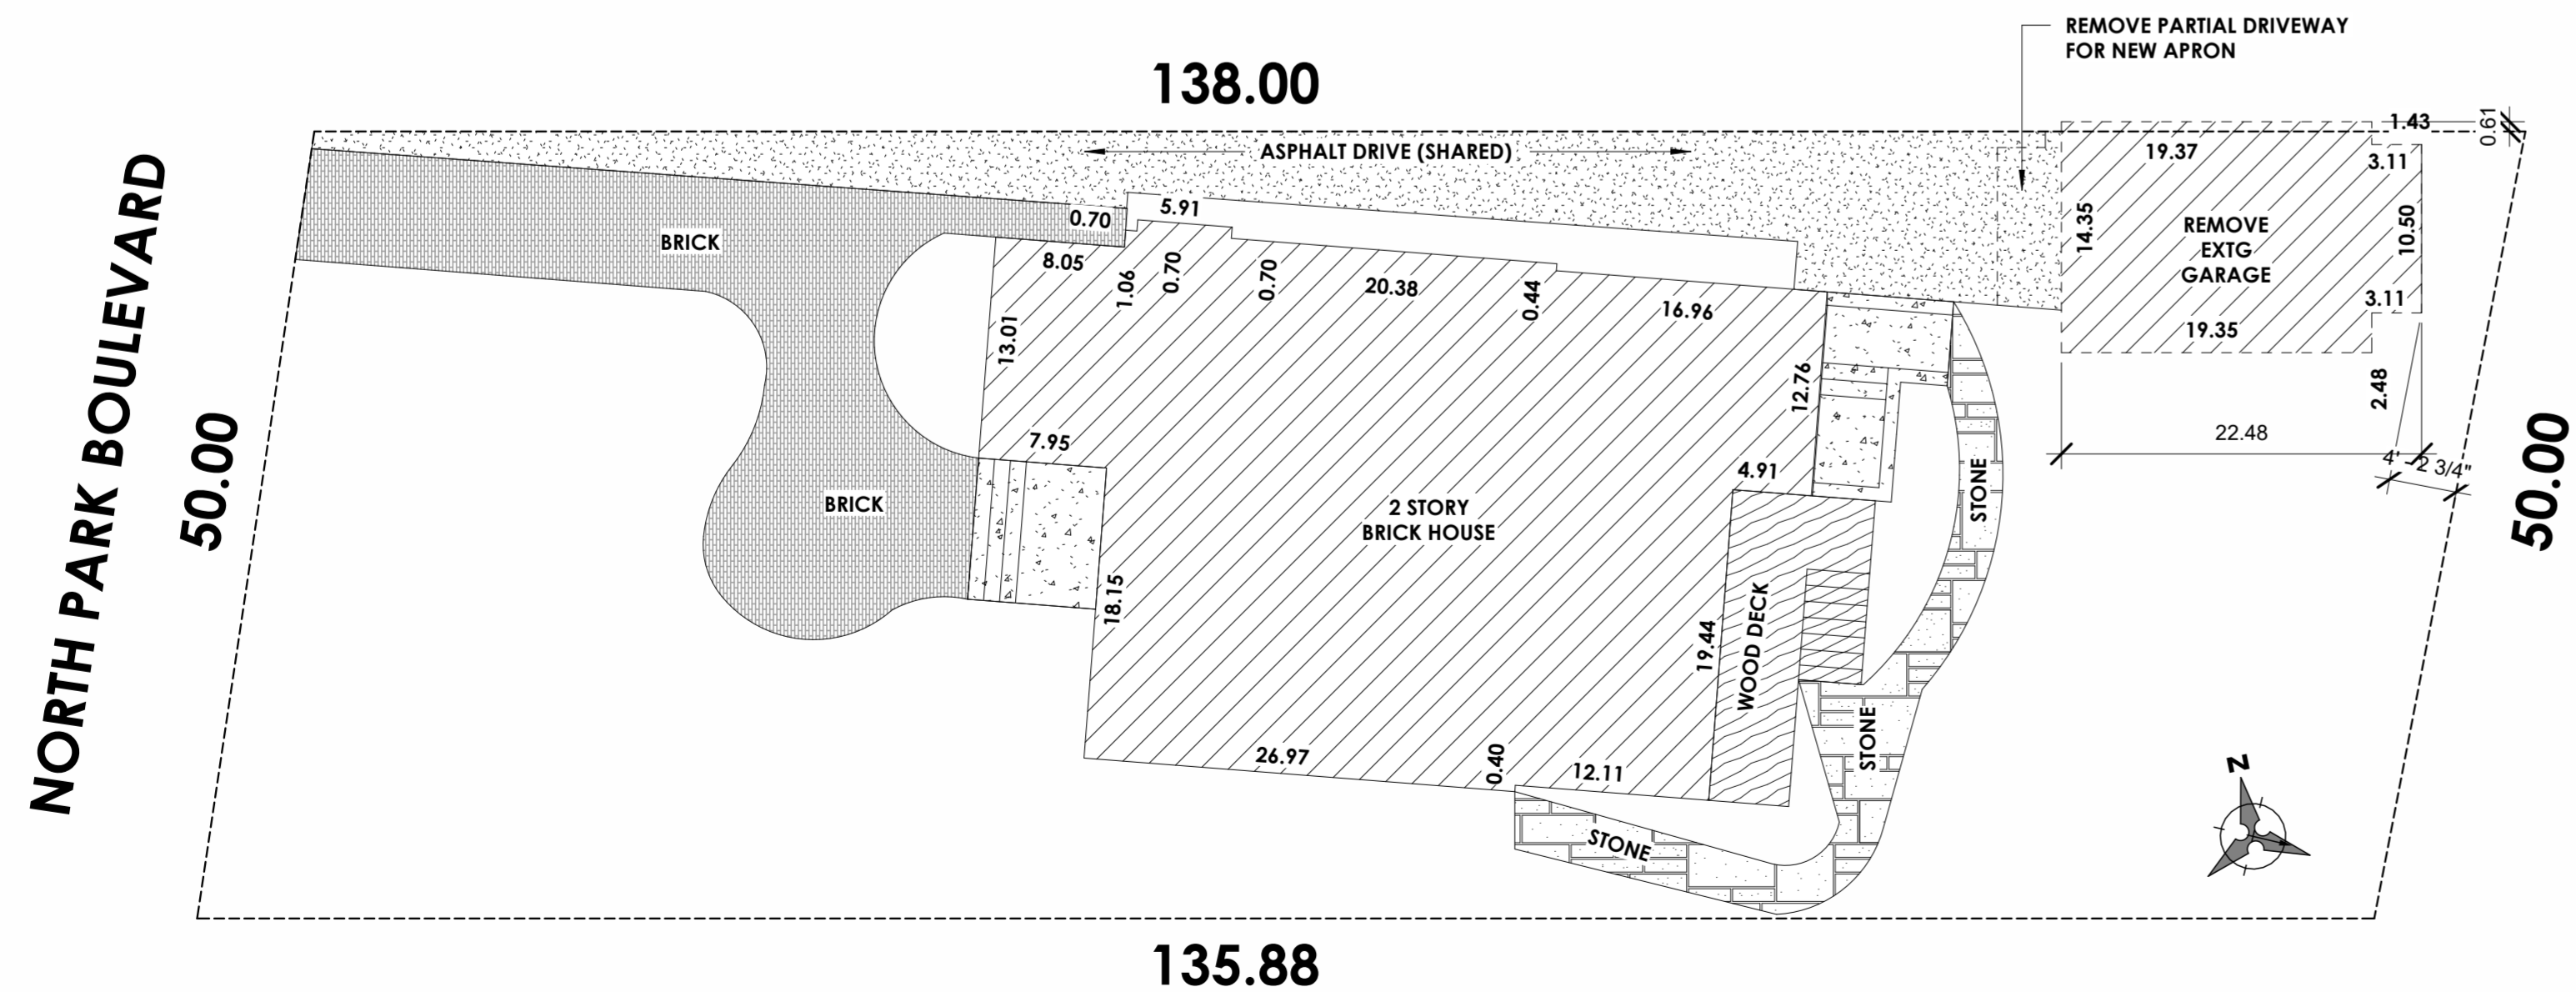 REMOVE PARTIAL DRIVEWAY
FOR NEW APRON
138.00
1.43
0.61
ASPHALT DRIVE (SHARED)
19.37
3.11
NORTH PARK BOULEVARD
BRICK
0.70
5.91
14.35
REMOVE
EXTG
GARAGE
10.50
8.05
1.06
0.70
0.70
20.38
0.44
16.96
3.11
19.35
13.01
12.76
2.48
50.00
7.95
22.48
4.91
4' - 2 3/4"
50.00
BRICK
2 STORY
BRICK HOUSE
STONE
18.15
19.44
WOOD DECK
STONE
26.97
0.40
12.11
STONE
N
135.88